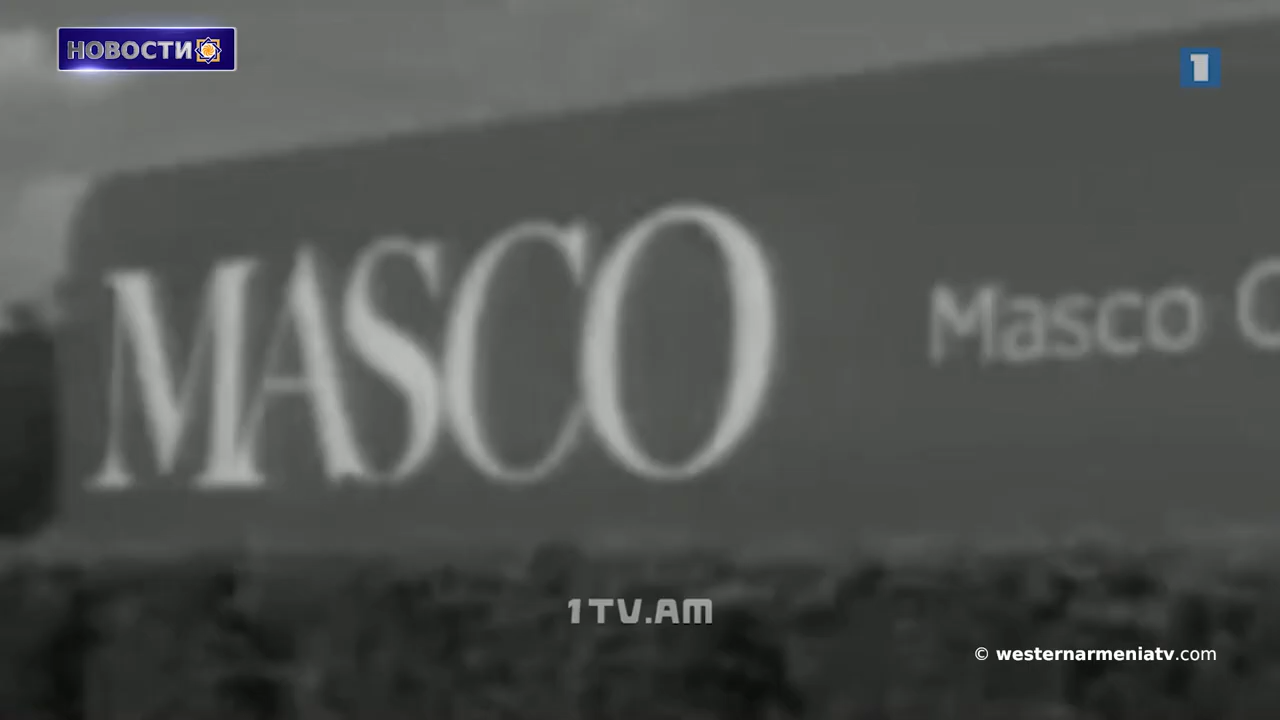 НОВОСТИ
1
MASCO
Masco
1TV.AM
© westernarmeniatv.com